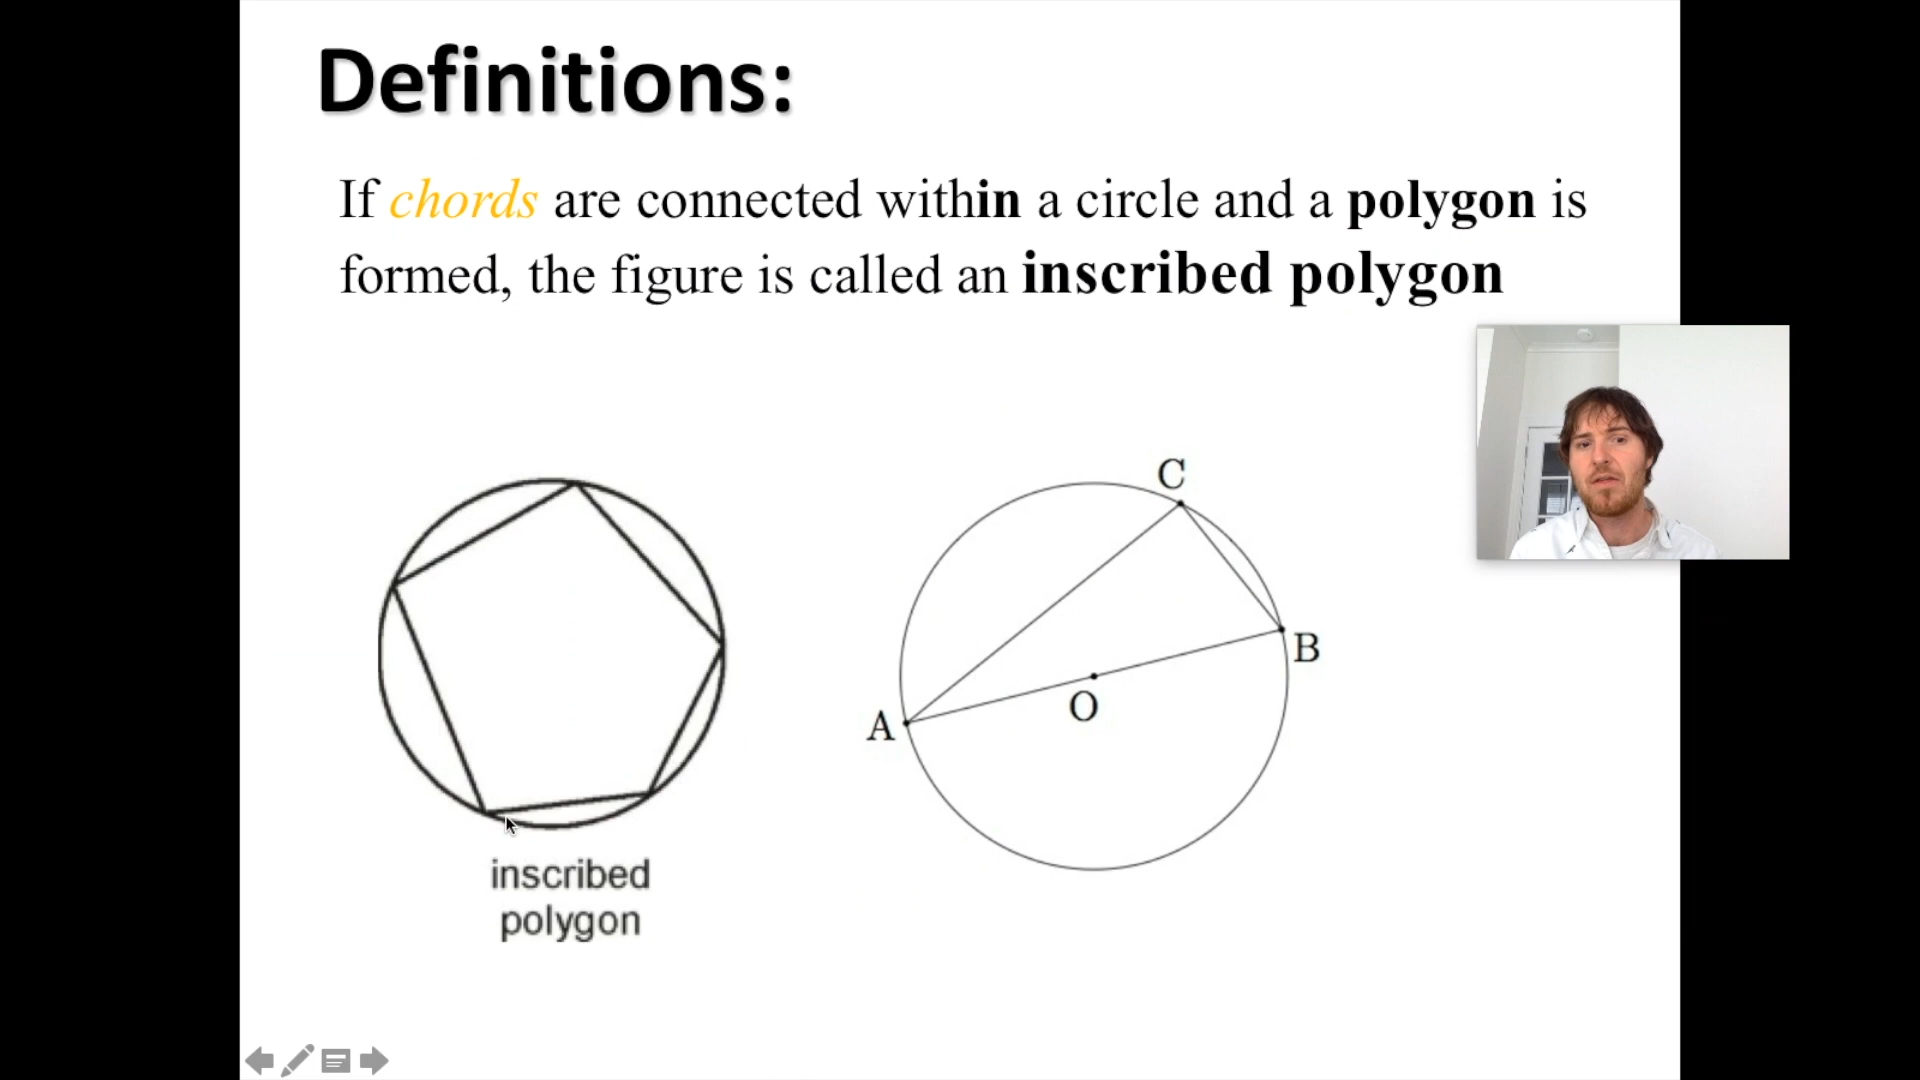 Definitions:
If chords are connected within a circle and a polygon is
formed, the figure is called an inscribed polygon
C
B
O
A
inscribed
polygon